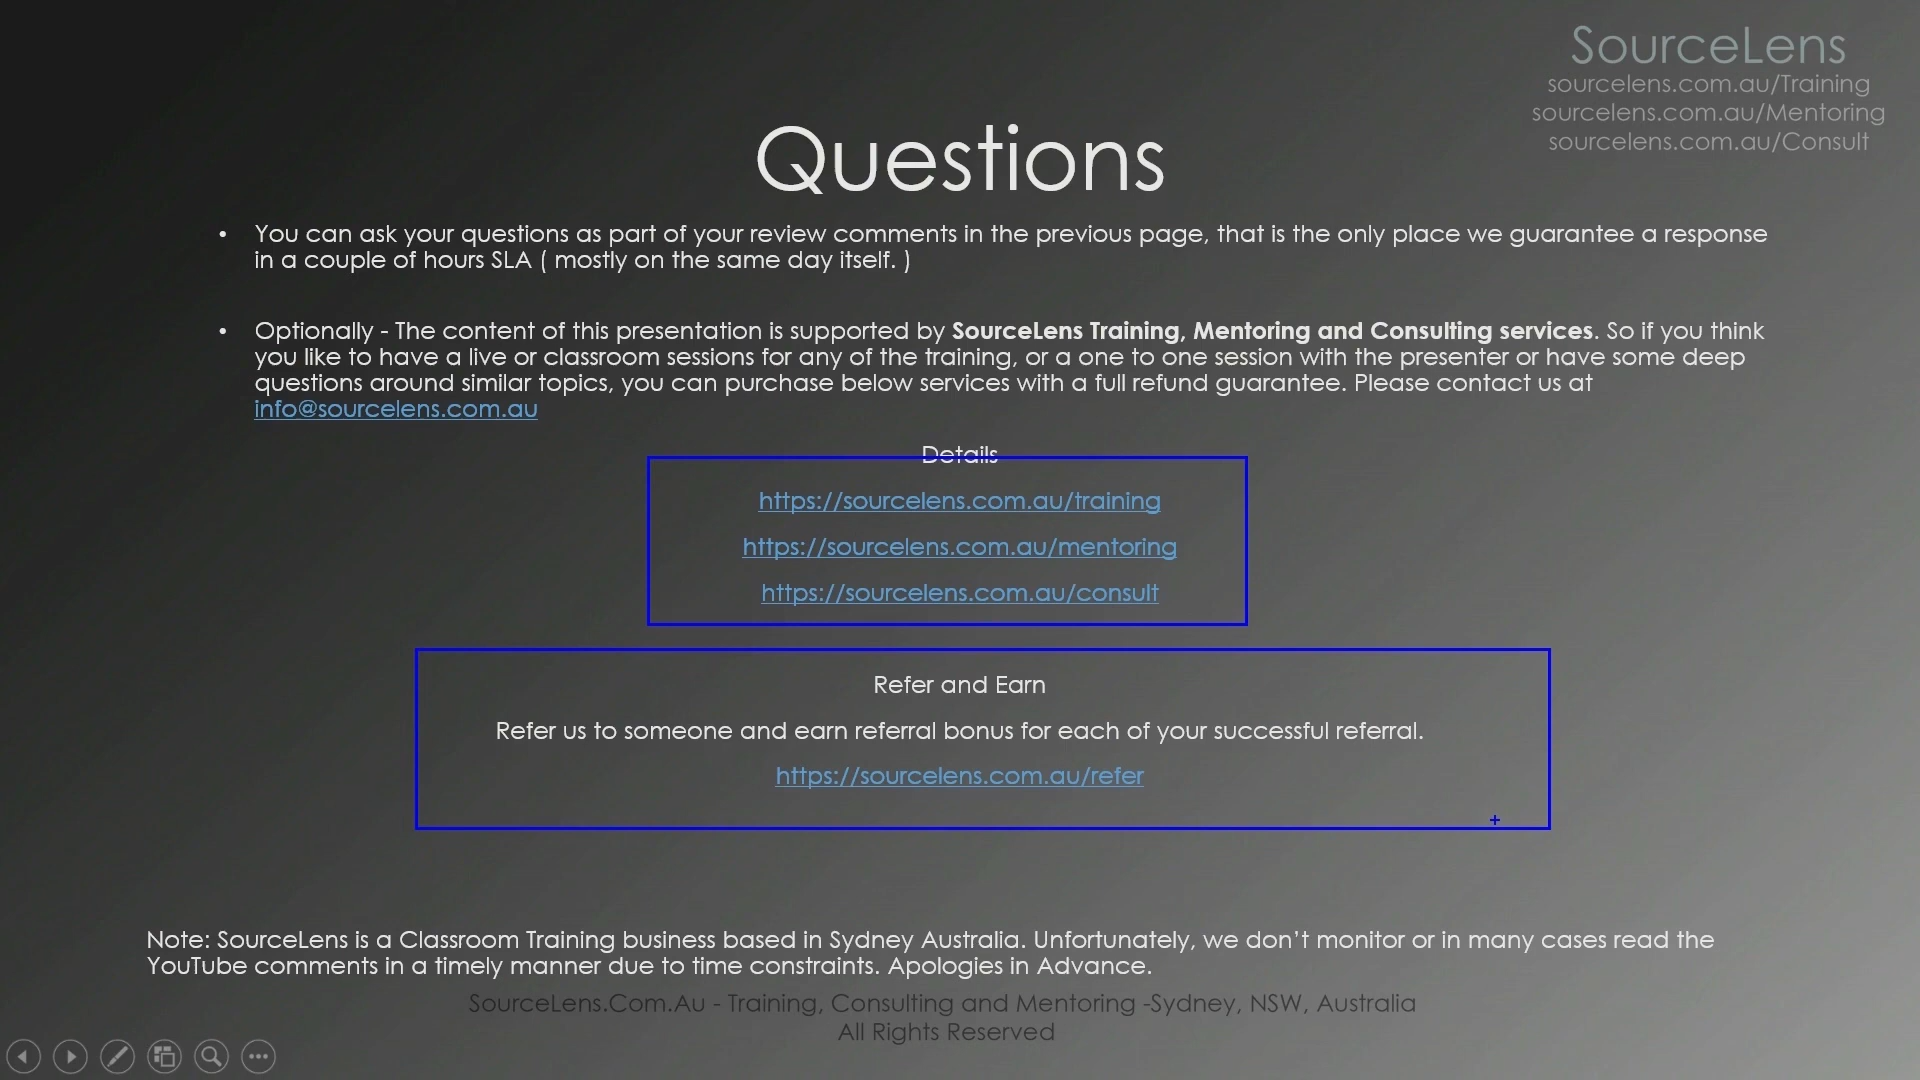 SourceLens
sourcelens.com.au/Training
sourcelens.com.au/Mentoring
sourcelens.com.au/Consult
Questions
• You can ask your questions as part of your review comments in the previous page, that is the only place we guarantee a response
in a couple of hours SLA ( mostly on the same day itself. )
• Optionally - The content of this presentation is supported by SourceLens Training, Mentoring and Consulting services. So if you think
you like to have a live or classroom sessions for any of the training, or a one to one session with the presenter or have some deep
questions around similar topics, you can purchase below services with a full refund guarantee. Please contact us at
info@sourcelens.com.au
Details
https://sourcelens.com.au/training
https://sourcelens.com.au/mentoring
https://sourcelens.com.au/consult
Refer and Earn
Refer us to someone and earn referral bonus for each of your successful referral.
https://sourcelens.com.au/refer
Note: SourceLens is a Classroom Training business based in Sydney Australia. Unfortunately, we don’t monitor or in many cases read the
YouTube comments in a timely manner due to time constraints. Apologies in Advance.
SourceLens.Com.Au - Training, Consulting and Mentoring -Sydney, NSW, Australia
All Rights Reserved